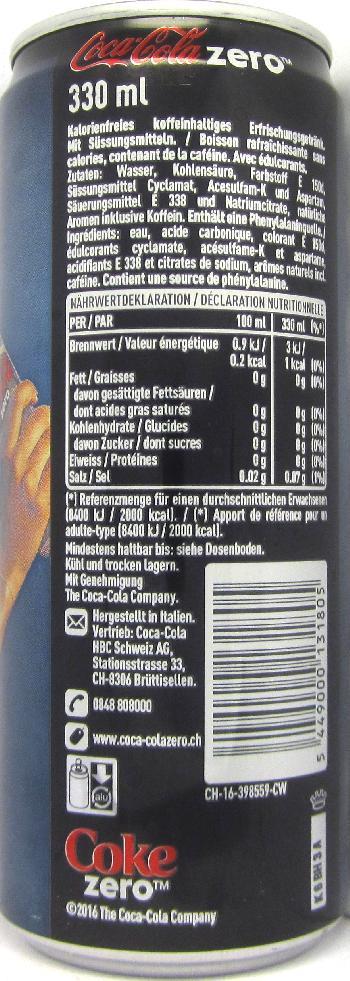 Coca-Cola zero™
330 ml
Kalorienfreies koffeinhaltiges Erfrischungsgetränk.
Mit Süssungsmitteln. / Boisson rafraîchissante sans
calories, contenant de la caféine. Avec édulcorants.
Zutaten: Wasser, Kohlensäure, Farbstoff E 150d,
Süssungsmittel Cyclamat, Acesulfam-K und Aspartam,
Säuerungsmittel E 338 und Natriumcitrate, natürliche
Aromen inklusive Koffein. Enthält eine Phenylalaninquelle./
Ingrédients: eau, acide carbonique, colorant E 150d,
édulcorants cyclamate, acésulfame-K et aspartame,
acidifiants E 338 et citrates de sodium, arômes naturels incl.
caféine. Contient une source de phénylalanine.
NÄHRWERTDEKLARATION / DÉCLARATION NUTRITIONNELLE
PER / PAR 100 ml 330 ml (%*)
Brennwert / Valeur énergétique 0.9 kJ / 3 kJ /
0.2 kcal 1 kcal (0%)
Fett / Graisses 0 g 0g (0%)
davon gesättigte Fettsäuren /
dont acides gras saturés 0 g 0g (0%)
Kohlenhydrate / Glucides 0 g 0g (0%)
davon Zucker / dont sucres 0 g 0g (0%)
Eiweiss / Protéines 0 g 0g (0%)
Salz / Sel 0.02 g 0.07 g (1%)
(*) Referenzmenge für einen durchschnittlichen Erwachsenen
(8400 kJ / 2000 kcal). / (*) Apport de référence pour un
adulte-type (8400 kJ / 2000 kcal).
Mindestens haltbar bis: siehe Dosenboden.
Kühl und trocken lagern.
Mit Genehmigung
The Coca-Cola Company.
Hergestellt in Italien.
Vertrieb: Coca-Cola
HBC Schweiz AG,
Stationsstrasse 33,
CH-8306 Brüttisellen.
0848 808000
www.coca-colazero.ch
alu
5 449000 131805
CH-16-398559-CW
K6BH3A
Coke
zero™
©2016 The Coca-Cola Company